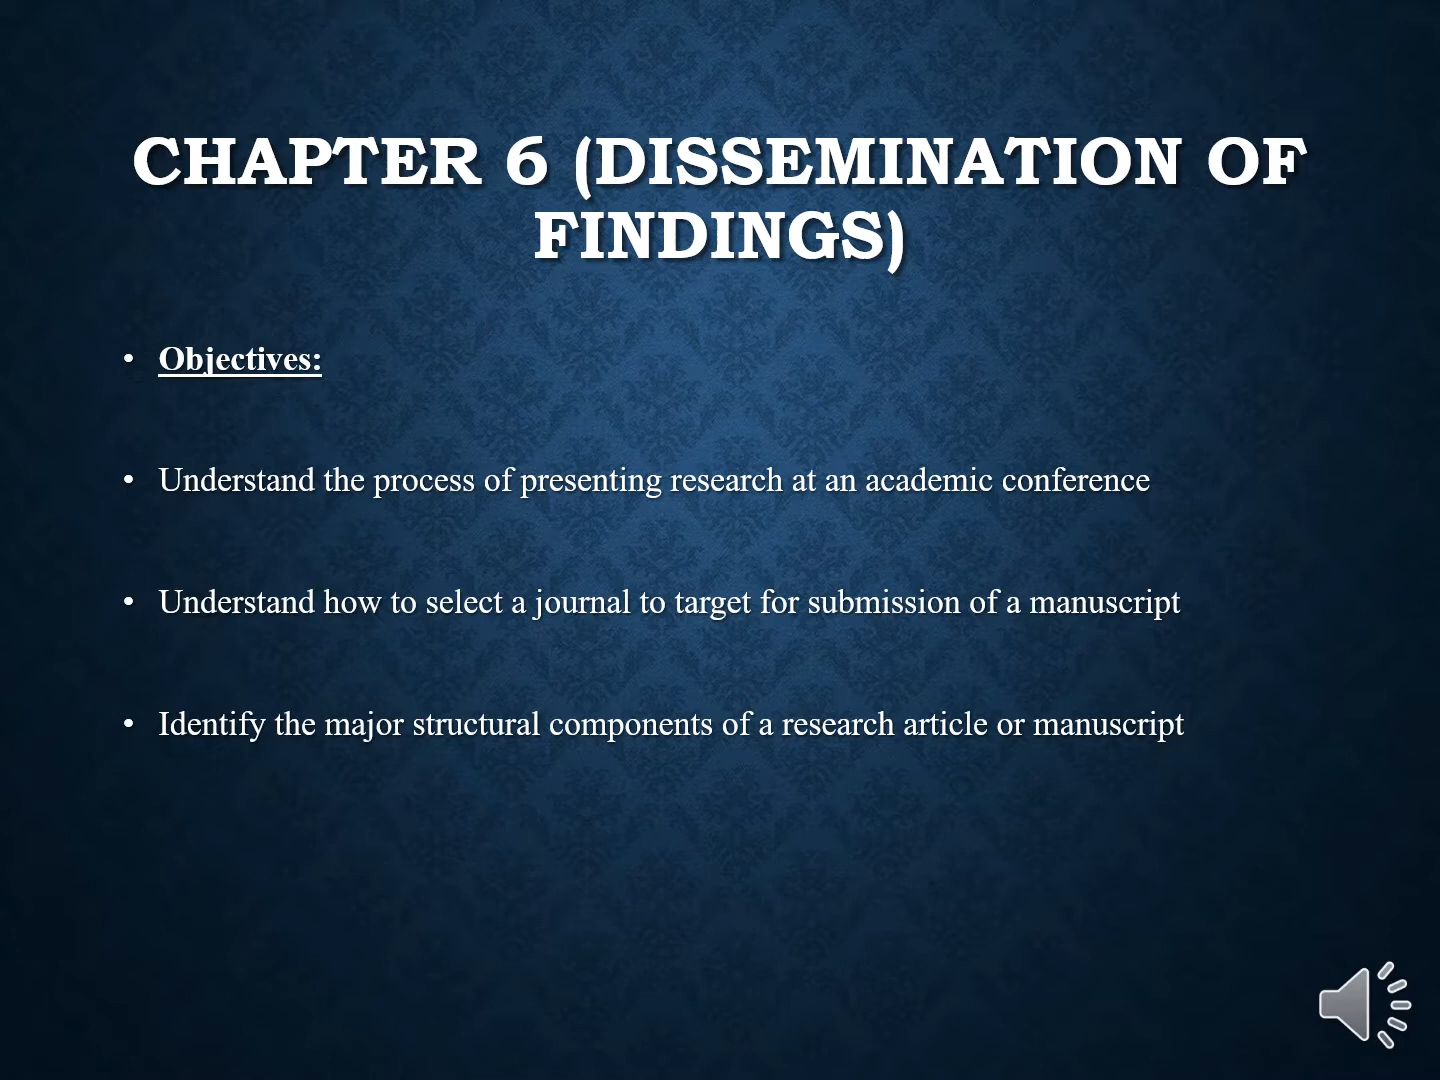 CHAPTER 6 (DISSEMINATION OF
FINDINGS)
• Objectives:
• Understand the process of presenting research at an academic conference
• Understand how to select a journal to target for submission of a manuscript
• Identify the major structural components of a research article or manuscript